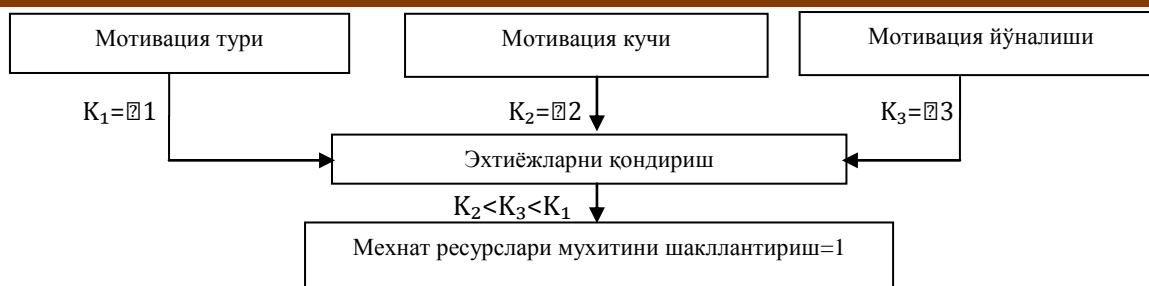 Мотивация тури
Мотивация кучи
Мотивация йўналиши
K₁=⍰1
K₂=⍰2
K₃=⍰3
Эхтиёжларни қондириш
K₂<K₃<K₁
Мехнат ресурслари мухитини шакллантириш=1